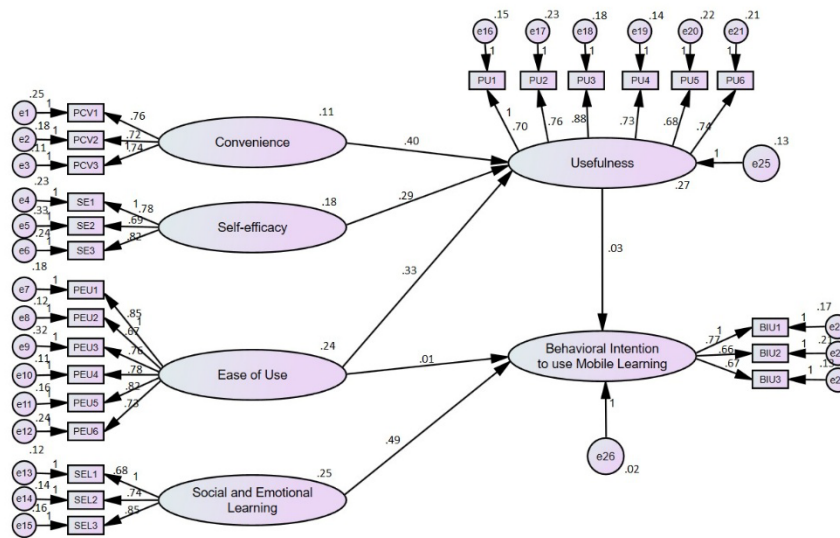 .15 .23 .18 .14 .22 .21
e16 e17 e18 e19 e20 e21
1 1 1 1 1 1
PU1 PU2 PU3 PU4 PU5 PU6
1
.70 .76 .88 .73 .68 .74
.25
e1 1 PCV1 .76
.18
e2 1 PCV2 .72
.11
e3 1 PCV3 .74
Convenience
.11
.40
Usefulness
.27
1
e25
.13
.23
e4 1 SE1 .78
.33
e5 1 SE2 .69
.24
e6 1 SE3 .82
Self-efficacy
.18
.29
.33
.03
.18
e7 1 PEU1 .85
1
.12
e8 1 PEU2 .67
.32
e9 1 PEU3 .76
.11
e10 1 PEU4 .78
.16
e11 1 PEU5 .82
.24
e12 1 PEU6 .73
Ease of Use
.24
.01
Behavioral Intention
to use Mobile Learning
1
.77 BIU1 1 .17
.66 BIU2 1
.67 BIU3 1
1
e26
.02
.12
e13 1 SEL1 .68
1
.14
e14 1 SEL2 .74
.16
e15 1 SEL3 .85
Social and Emotional
Learning
.25
.49